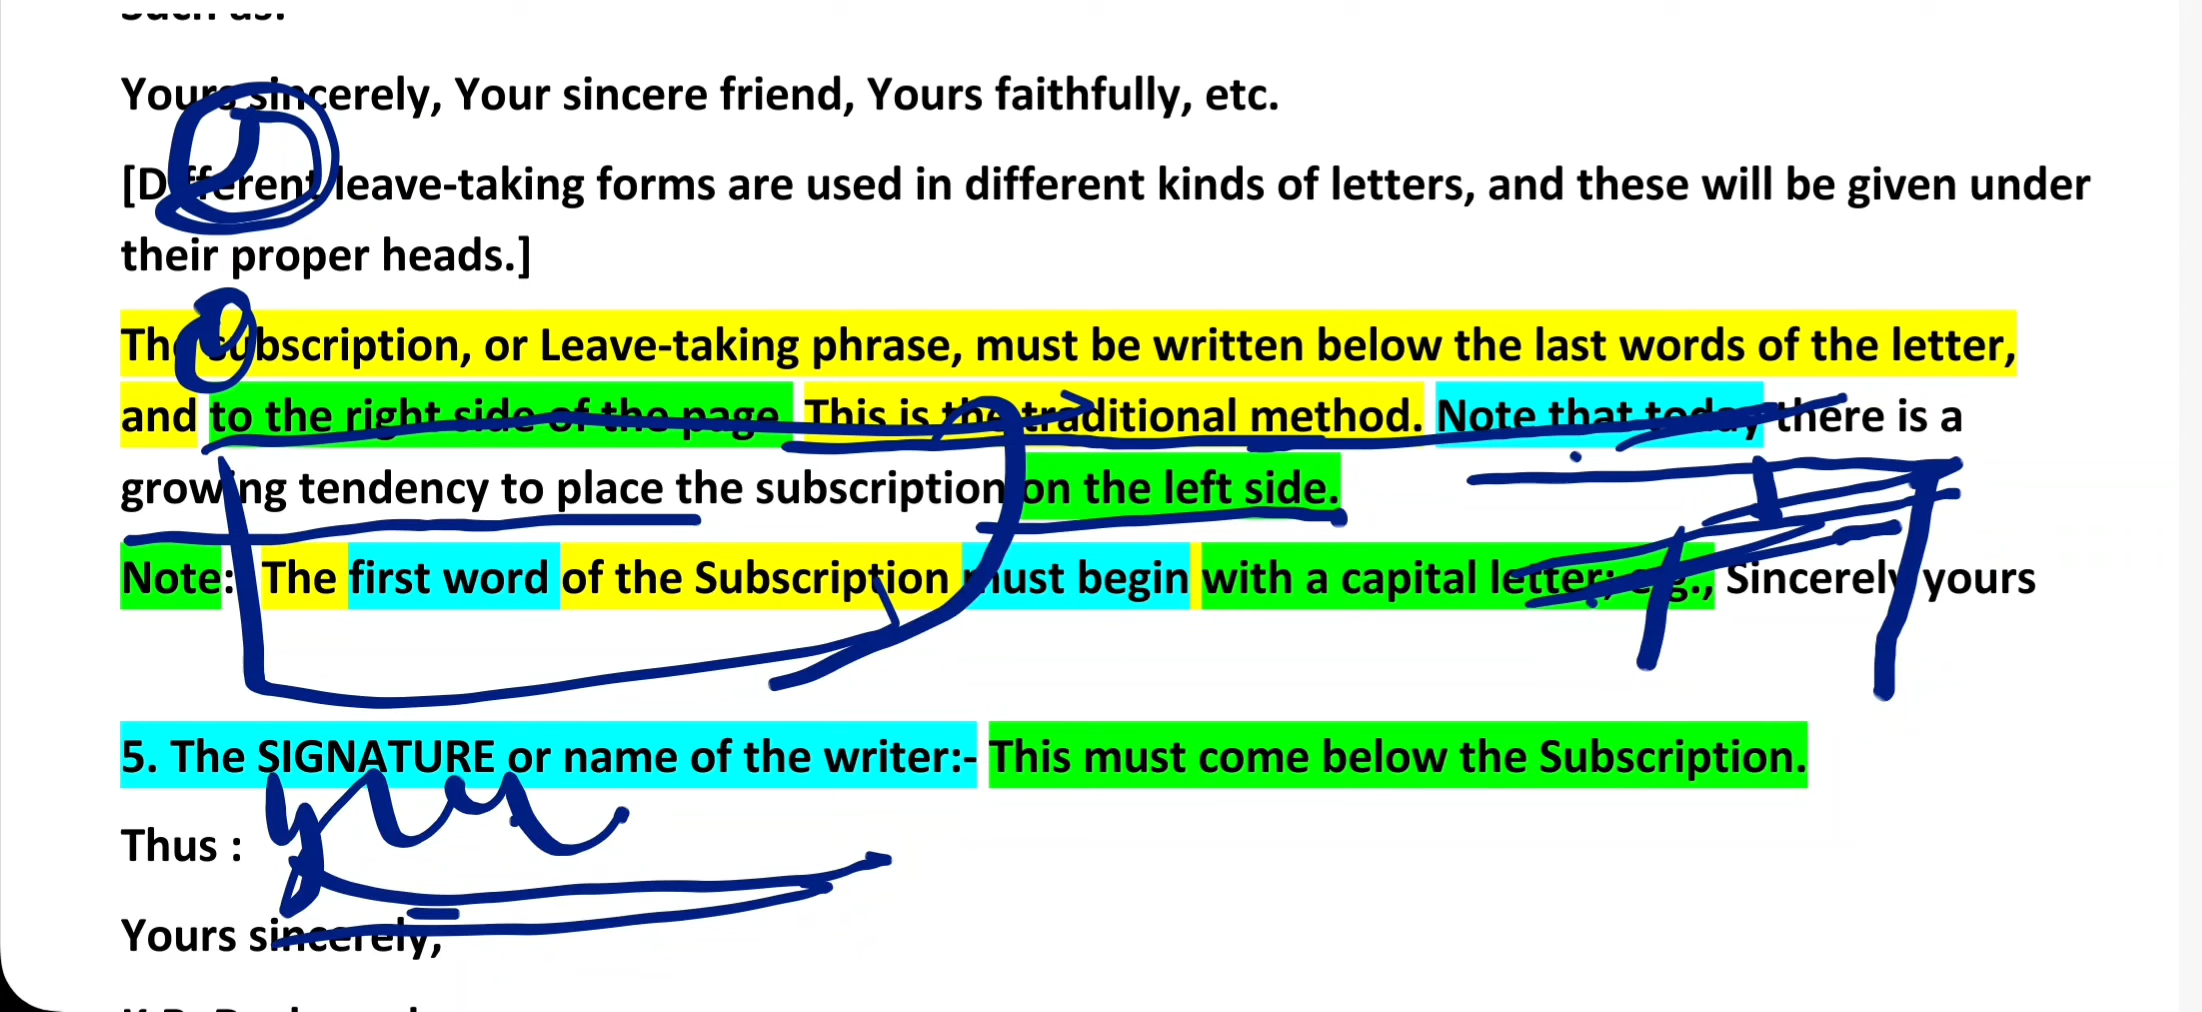 Such as:
Yours sincerely, Your sincere friend, Yours faithfully, etc.
[Different leave-taking forms are used in different kinds of letters, and these will be given under
their proper heads.]
The Subscription, or Leave-taking phrase, must be written below the last words of the letter,
and to the right side of the page. This is the traditional method. Note that today there is a
growing tendency to place the subscription on the left side.
Note: The first word of the Subscription must begin with a capital letter; e.g., Sincerely yours
5. The SIGNATURE or name of the writer:- This must come below the Subscription.
Thus :
Yours sincerely,